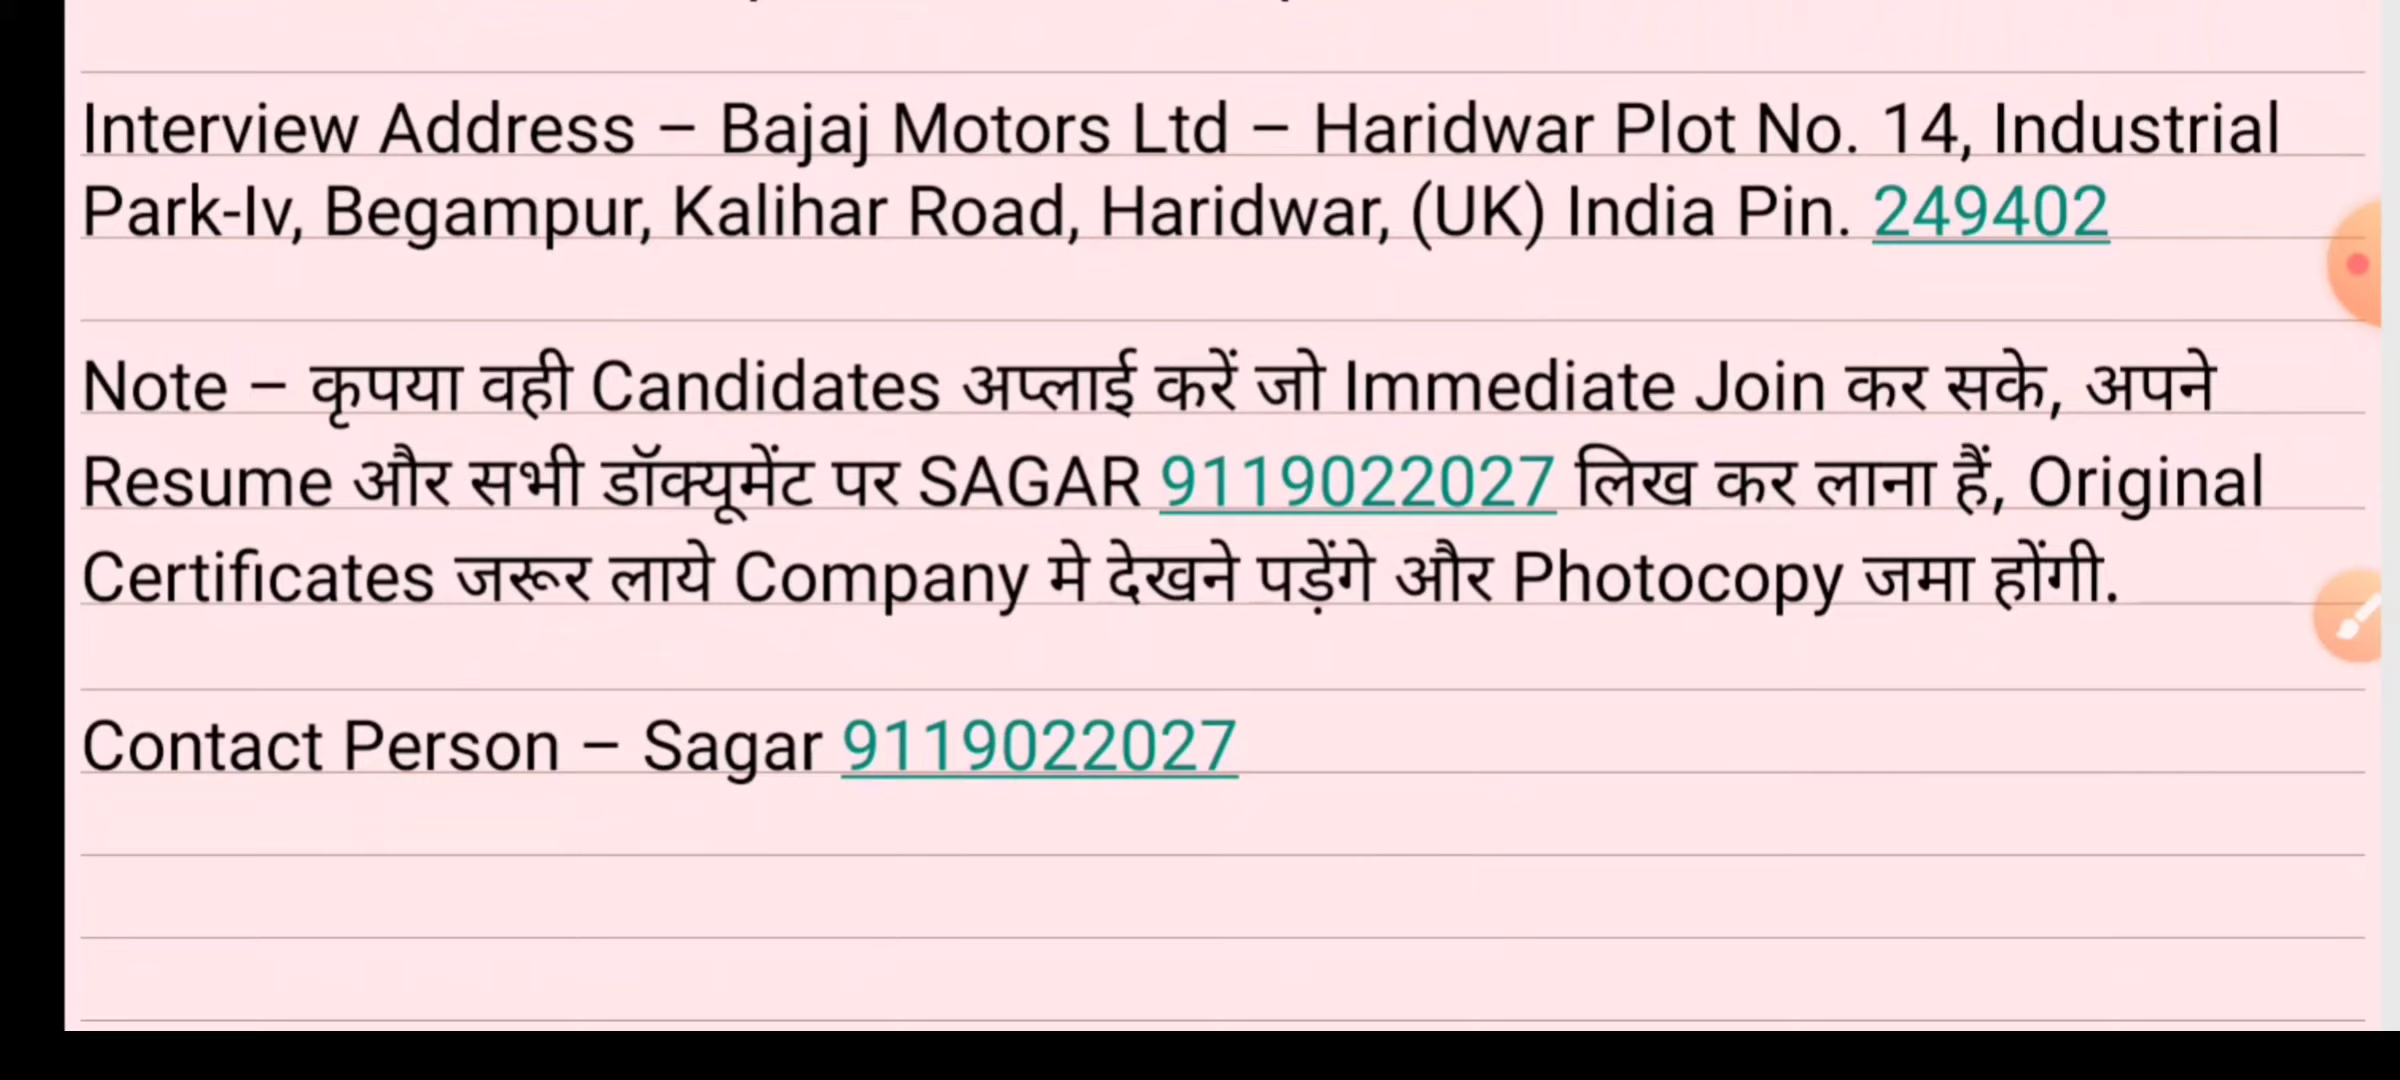 Interview Address – Bajaj Motors Ltd – Haridwar Plot No. 14, Industrial
Park-Iv, Begampur, Kalihar Road, Haridwar, (UK) India Pin. 249402
Note – कृपया वही Candidates अप्लाई करें जो Immediate Join कर सके, अपने
Resume और सभी डॉक्यूमेंट पर SAGAR 9119022027 लिख कर लाना हैं, Original
Certificates जरूर लाये Company मे देखने पड़ेंगे और Photocopy जमा होंगी.
Contact Person – Sagar 9119022027